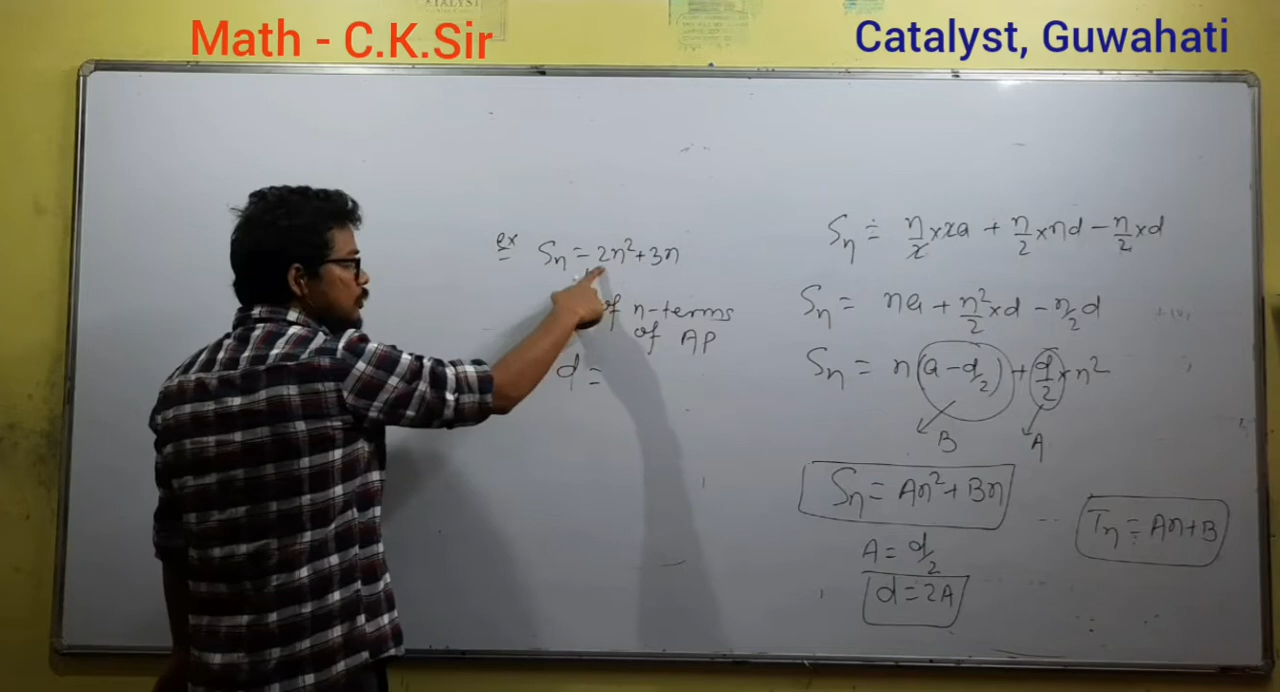 Math - C.K.Sir
Catalyst, Guwahati
ex Sn = 2n² + 3n
of n-terms
of AP
d =
Sn = n/2 × 2a + n/2 × nd − n/2 × d
Sn = na + n²/2 × d − n/2 d
Sn = n(a − d/2) + d/2 × n²
B A
Sn = An² + Bn
Tn = An + B
A = d/2
d = 2A